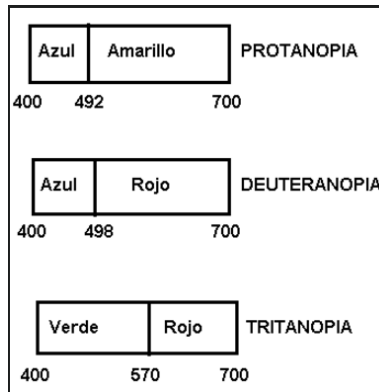 Azul Amarillo PROTANOPIA
400 492 700
Azul Rojo DEUTERANOPIA
400 498 700
Verde Rojo TRITANOPIA
400 570 700